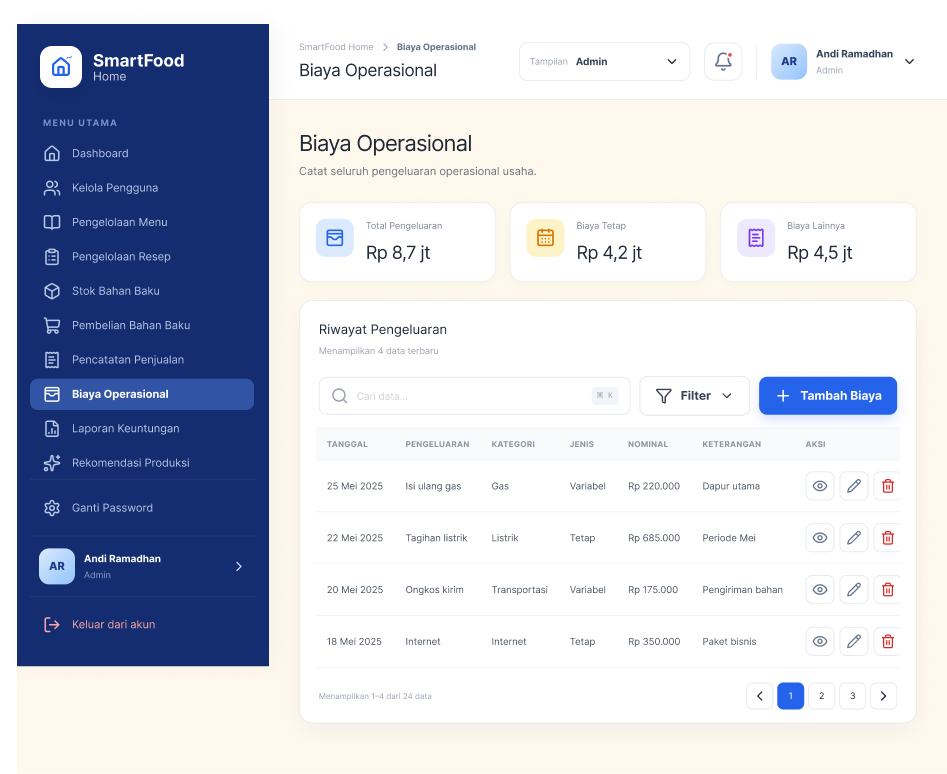 SmartFood
Home
MENU UTAMA
Dashboard
Kelola Pengguna
Pengelolaan Menu
Pengelolaan Resep
Stok Bahan Baku
Pembelian Bahan Baku
Pencatatan Penjualan
Biaya Operasional
Laporan Keuntungan
Rekomendasi Produksi
Ganti Password
AR
Andi Ramadhan
Admin
Keluar dari akun
SmartFood Home > Biaya Operasional
Biaya Operasional
Tampilan Admin
AR
Andi Ramadhan
Admin
Biaya Operasional
Catat seluruh pengeluaran operasional usaha.
Total Pengeluaran
Rp 8,7 jt
Biaya Tetap
Rp 4,2 jt
Biaya Lainnya
Rp 4,5 jt
Riwayat Pengeluaran
Menampilkan 4 data terbaru
Cari data... ⌘ K
Filter
+ Tambah Biaya
TANGGAL PENGELUARAN KATEGORI JENIS NOMINAL KETERANGAN AKSI
25 Mei 2025 Isi ulang gas Gas Variabel Rp 220.000 Dapur utama
22 Mei 2025 Tagihan listrik Listrik Tetap Rp 685.000 Periode Mei
20 Mei 2025 Ongkos kirim Transportasi Variabel Rp 175.000 Pengiriman bahan
18 Mei 2025 Internet Internet Tetap Rp 350.000 Paket bisnis
Menampilkan 1–4 dari 24 data
1 2 3